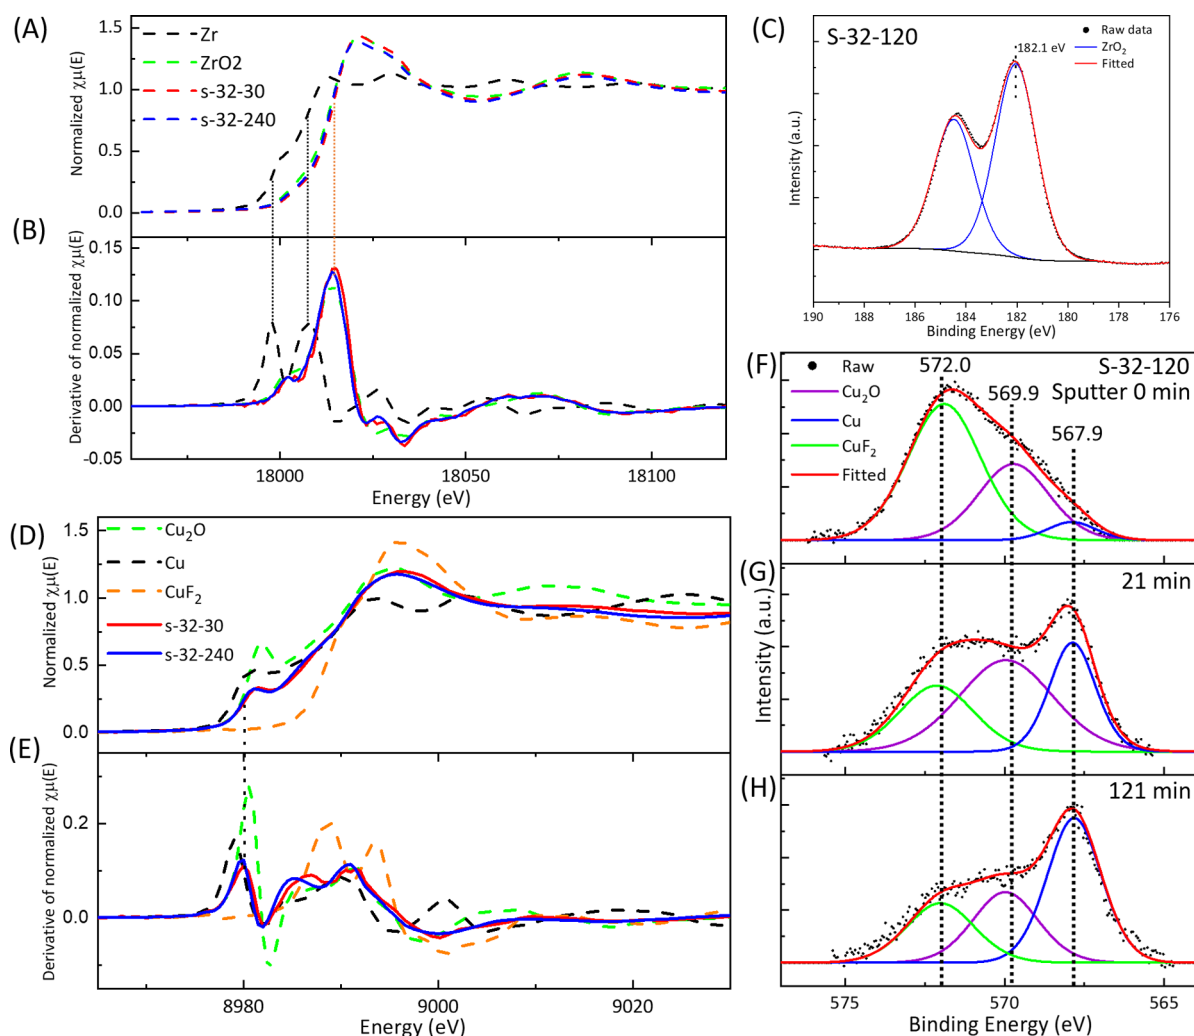 (A)
Zr
ZrO2
s-32-30
s-32-240
Normalized χμ(E)
1.5
1.0
0.5
0.0
(B)
Derivative of normalized χμ(E)
0.15
0.10
0.05
0.00
-0.05
18000 18050 18100
Energy (eV)
(C)
S-32-120
182.1 eV
Raw data
ZrO₂
Fitted
Intensity (a.u.)
190 188 186 184 182 180 178 176
Binding Energy (eV)
(D)
Cu₂O
Cu
CuF₂
s-32-30
s-32-240
Normalized χμ(E)
1.5
1.0
0.5
0.0
(E)
Derivative of normalized χμ(E)
0.2
0.0
8980 9000 9020
Energy (eV)
(F)
Raw
Cu₂O
Cu
CuF₂
Fitted
572.0
569.9
567.9
S-32-120
Sputter 0 min
(G)
21 min
Intensity (a.u.)
(H)
121 min
575 570 565
Binding Energy (eV)